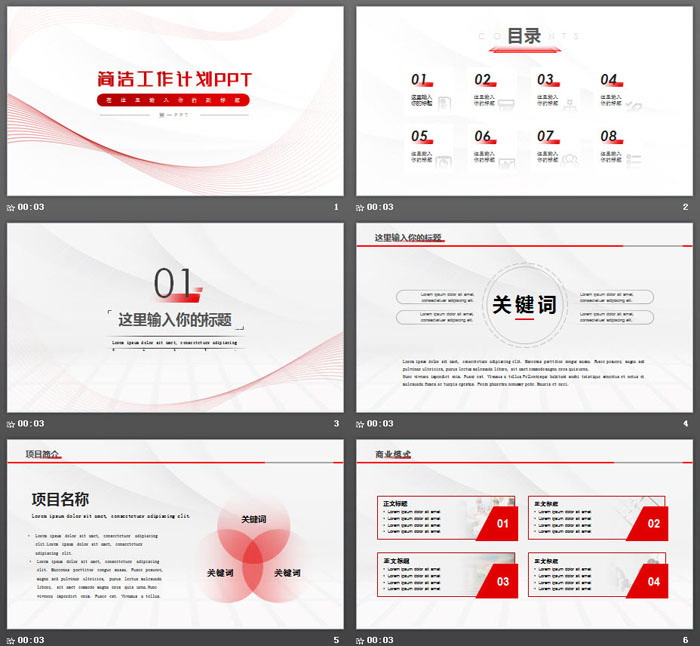 简洁工作计划PPT
在这里输入你的副标题
第一PPT
00:03
1
目录
CONTENTS
01
这里输入
你的标题
02
这里输入
你的标题
03
这里输入
你的标题
04
这里输入
你的标题
05
这里输入
你的标题
06
这里输入
你的标题
07
这里输入
你的标题
08
这里输入
你的标题
00:03
2
01
这里输入你的标题
Lorem ipsum dolor sit amet, consectetuer adipiscing
00:03
3
这里输入你的标题
Lorem ipsum dolor sit amet,
consectetuer adipiscing elit.
Lorem ipsum dolor sit amet,
consectetuer adipiscing elit.
关键词
Lorem ipsum dolor sit amet,
consectetuer adipiscing elit.
Lorem ipsum dolor sit amet,
consectetuer adipiscing elit.
Lorem ipsum dolor sit amet, consectetuer adipiscing elit. Maecenas porttitor congue massa. Fusce posuere, magna sed
pulvinar ultricies, purus lectus malesuada libero, sit amet commodo magna eros quis urna.
Nunc viverra imperdiet enim. Fusce est. Vivamus a tellus. Pellentesque habitant morbi tristique senectus et netus et
malesuada fames ac turpis egestas. Proin pharetra nonummy pede. Mauris et orci.
00:03
4
项目简介
项目名称
Lorem ipsum dolor sit amet, consectetuer adipiscing elit
• Lorem ipsum dolor sit amet, consectetuer adipiscing
elit.Lorem ipsum dolor sit amet, consectetuer
adipiscing elit.
• Lorem ipsum dolor sit amet, consectetuer adipiscing
elit. Maecenas porttitor congue massa. Fusce posuere,
magna sed pulvinar ultricies, purus lectus malesuada
libero, sit amet commodo magna eros quis urna. Nunc
viverra imperdiet enim. Fusce est. Vivamus a tellus.
关键词
关键词
关键词
00:03
5
商业模式
正文标题
• Lorem ipsum dolor sit amet
• Lorem ipsum dolor sit amet
• Lorem ipsum dolor sit amet
• Lorem ipsum dolor sit amet
01
正文标题
• Lorem ipsum dolor sit amet
• Lorem ipsum dolor sit amet
• Lorem ipsum dolor sit amet
• Lorem ipsum dolor sit amet
02
正文标题
• Lorem ipsum dolor sit amet
• Lorem ipsum dolor sit amet
• Lorem ipsum dolor sit amet
• Lorem ipsum dolor sit amet
03
正文标题
• Lorem ipsum dolor sit amet
• Lorem ipsum dolor sit amet
• Lorem ipsum dolor sit amet
• Lorem ipsum dolor sit amet
04
00:03
6